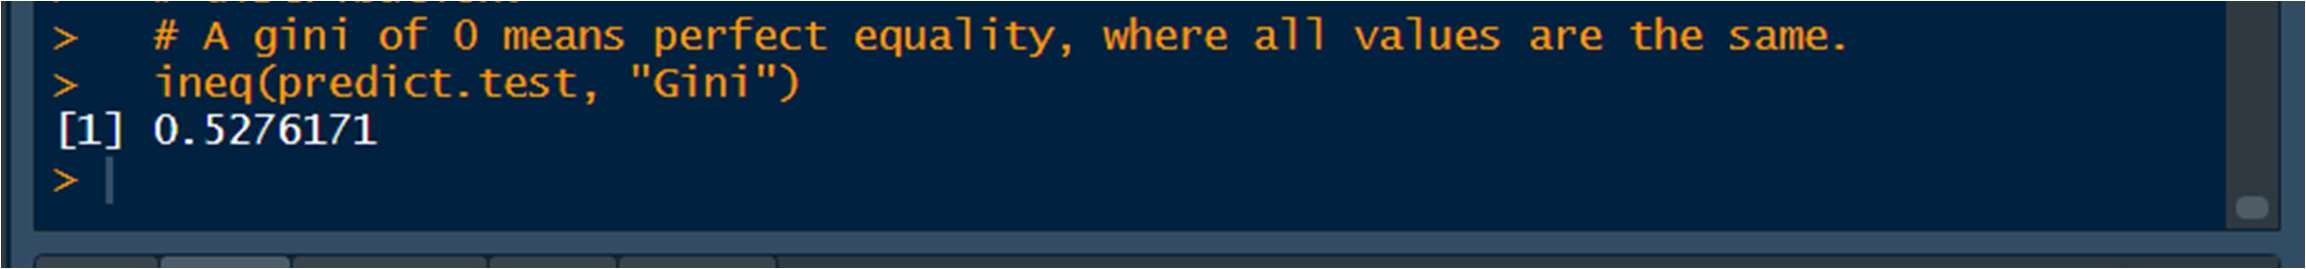 >   # A gini of 0 means perfect equality, where all values are the same.
>   ineq(predict.test, "Gini")
[1] 0.5276171
>